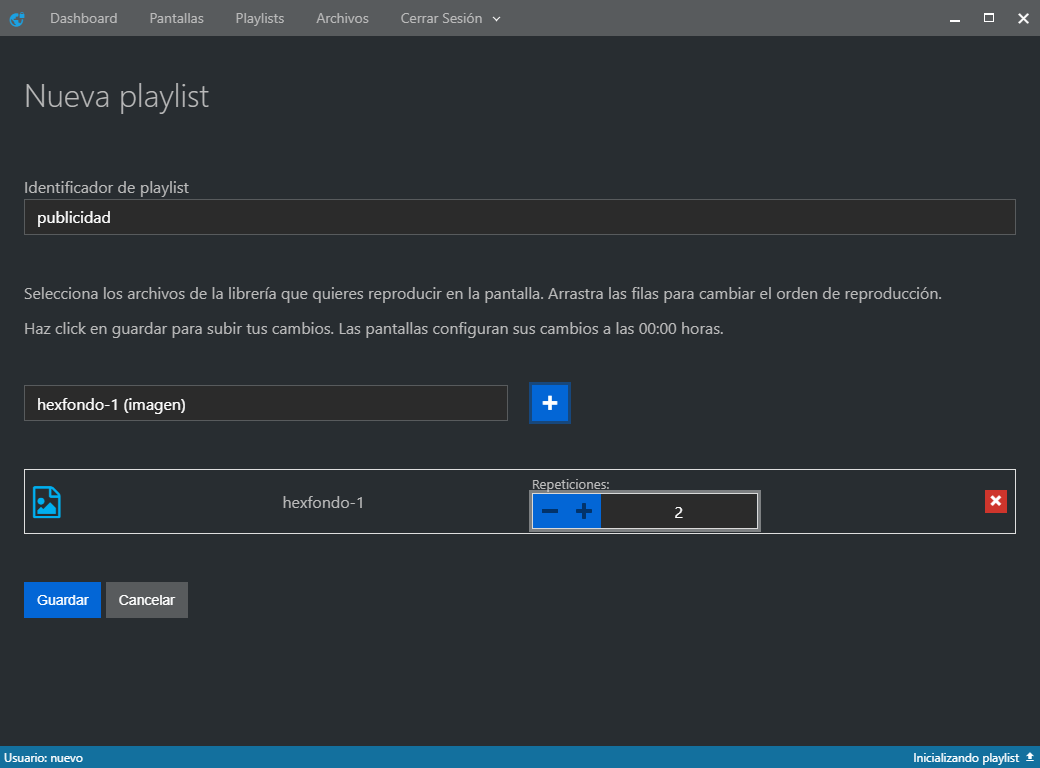 Dashboard Pantallas Playlists Archivos Cerrar Sesión
Nueva playlist
Identificador de playlist
publicidad
Selecciona los archivos de la librería que quieres reproducir en la pantalla. Arrastra las filas para cambiar el orden de reproducción.
Haz click en guardar para subir tus cambios. Las pantallas configuran sus cambios a las 00:00 horas.
hexfondo-1 (imagen)
Repeticiones:
hexfondo-1 2
Guardar Cancelar
Usuario: nuevo Inicializando playlist